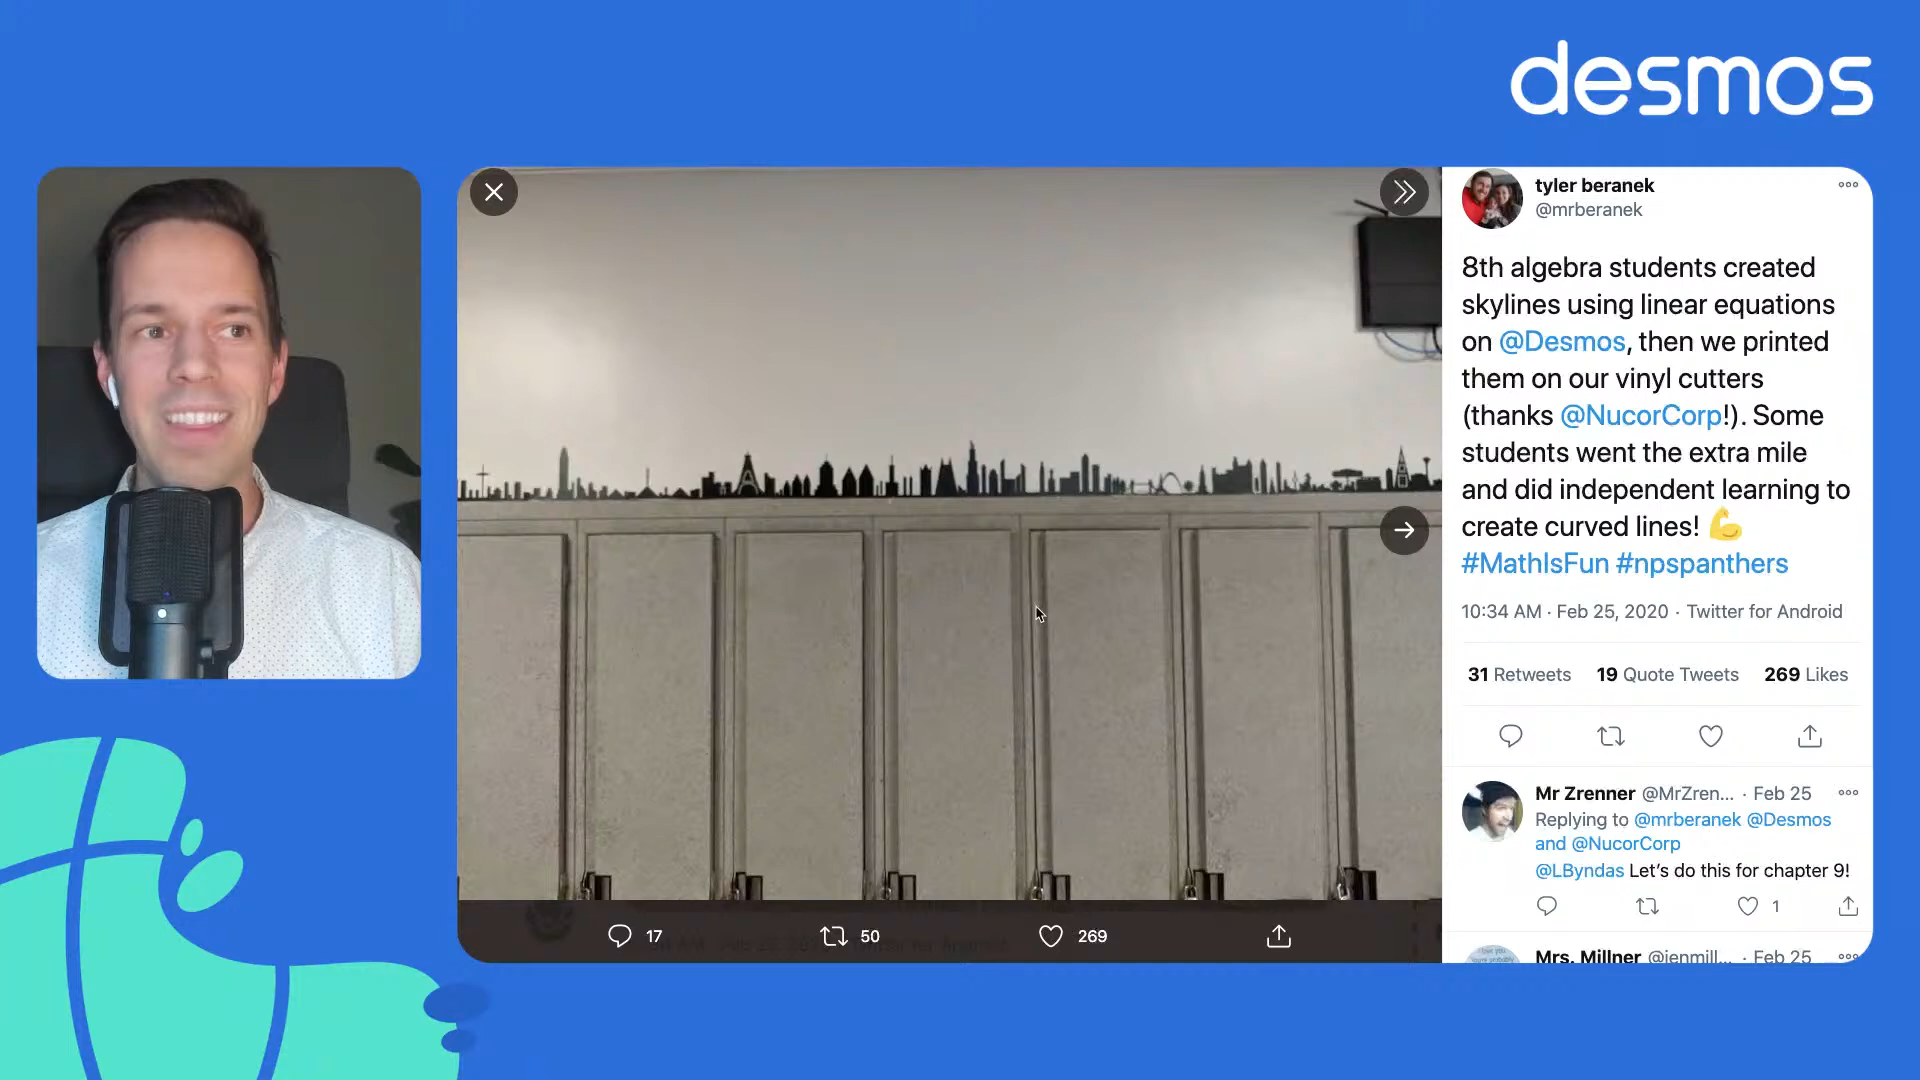 desmos
tyler beranek
@mrberanek
8th algebra students created
skylines using linear equations
on @Desmos, then we printed
them on our vinyl cutters
(thanks @NucorCorp!). Some
students went the extra mile
and did independent learning to
create curved lines! 💪
#MathIsFun #npspanthers
10:34 AM · Feb 25, 2020 · Twitter for Android
31 Retweets 19 Quote Tweets 269 Likes
Mr Zrenner @MrZren... · Feb 25
Replying to @mrberanek @Desmos
and @NucorCorp
@LByndas Let's do this for chapter 9!
1
Mrs. Millner @jenmill... · Feb 25
17 50 269